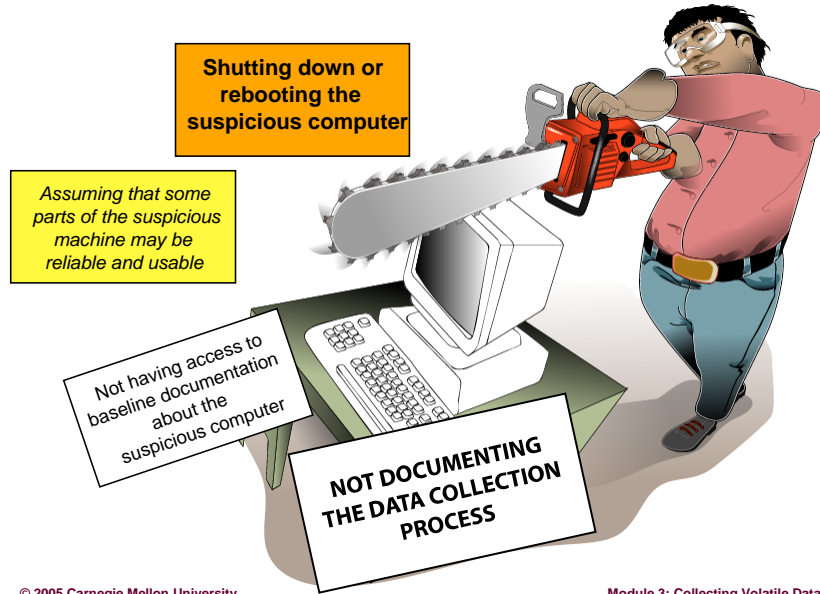 Shutting down or
rebooting the
suspicious computer
Assuming that some
parts of the suspicious
machine may be
reliable and usable
Not having access to
baseline documentation
about the
suspicious computer
NOT DOCUMENTING
THE DATA COLLECTION
PROCESS
© 2005 Carnegie Mellon University
Module 3: Collecting Volatile Data